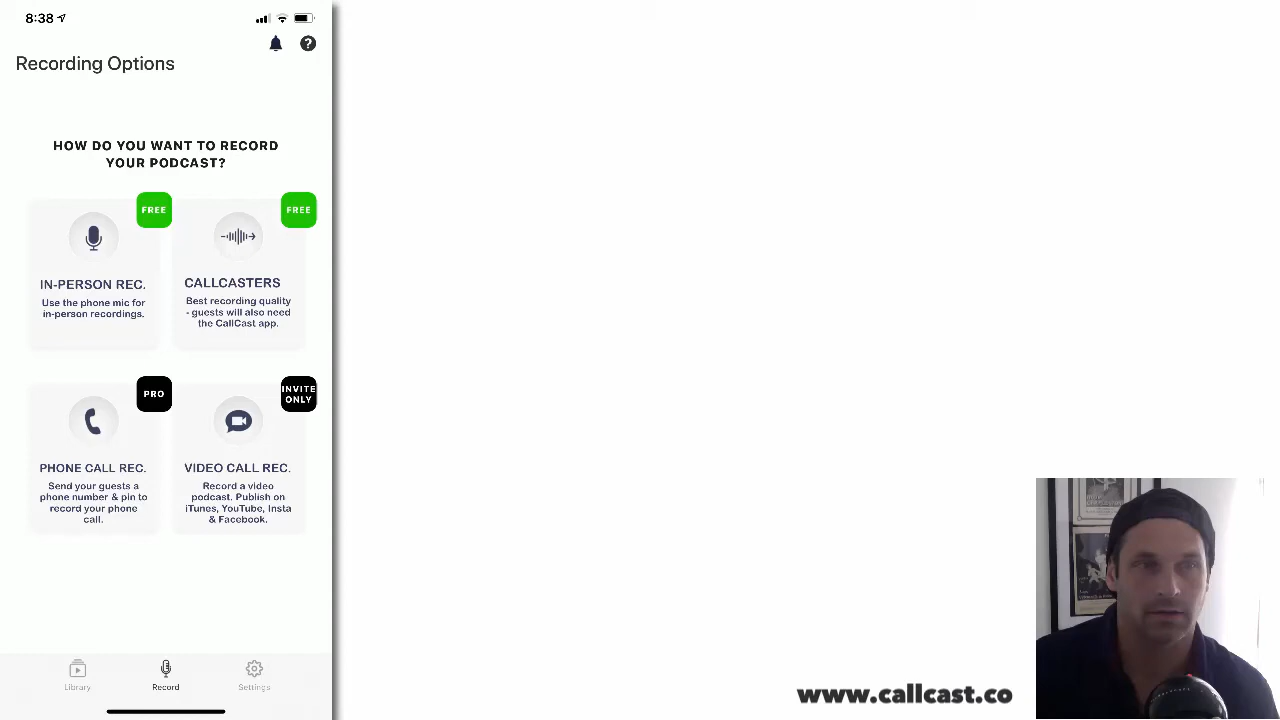 8:38
Recording Options
HOW DO YOU WANT TO RECORD
YOUR PODCAST?
FREE
IN-PERSON REC.
Use the phone mic for
in-person recordings.
FREE
CALLCASTERS
Best recording quality
- guests will also need
the CallCast app.
PRO
PHONE CALL REC.
Send your guests a
phone number & pin to
record your phone
call.
INVITE
ONLY
VIDEO CALL REC.
Record a video
podcast. Publish on
iTunes, YouTube, Insta
& Facebook.
Library
Record
Settings
www.callcast.co